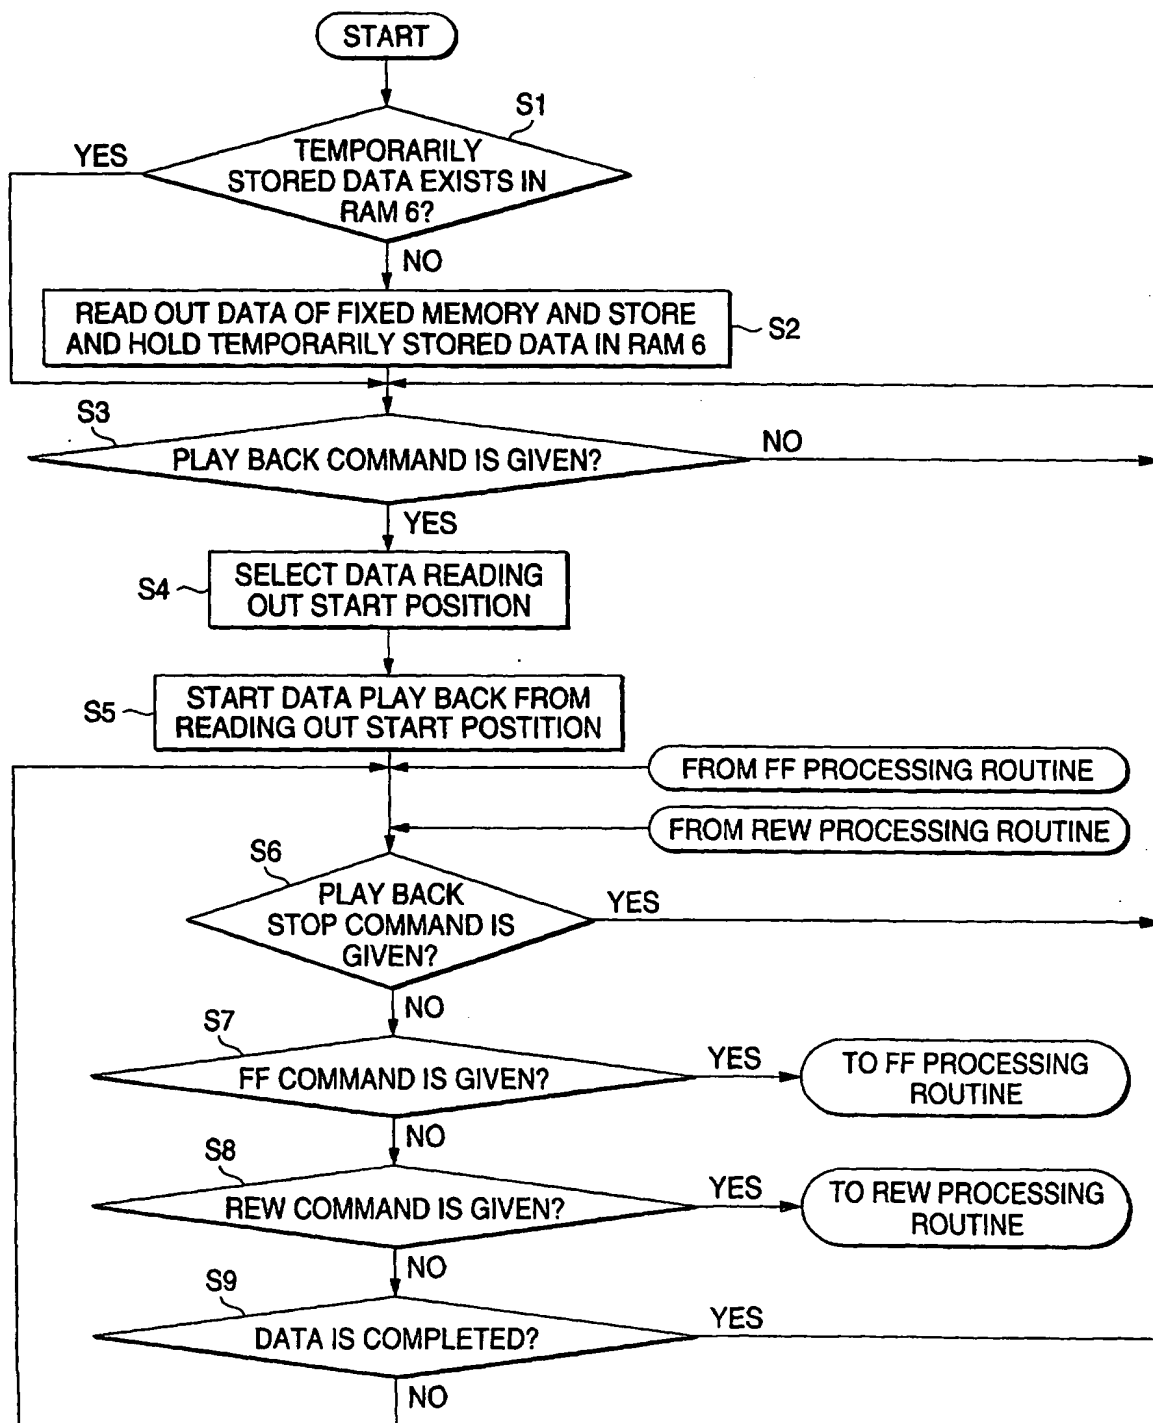 START
S1
YES
TEMPORARILY
STORED DATA EXISTS IN
RAM 6?
NO
READ OUT DATA OF FIXED MEMORY AND STORE
AND HOLD TEMPORARILY STORED DATA IN RAM 6
S2
S3
PLAY BACK COMMAND IS GIVEN?
NO
YES
S4
SELECT DATA READING
OUT START POSITION
S5
START DATA PLAY BACK FROM
READING OUT START POSTITION
FROM FF PROCESSING ROUTINE
FROM REW PROCESSING ROUTINE
S6
PLAY BACK
STOP COMMAND IS
GIVEN?
YES
NO
S7
FF COMMAND IS GIVEN?
YES
TO FF PROCESSING
ROUTINE
NO
S8
REW COMMAND IS GIVEN?
YES
TO REW PROCESSING
ROUTINE
NO
S9
DATA IS COMPLETED?
YES
NO